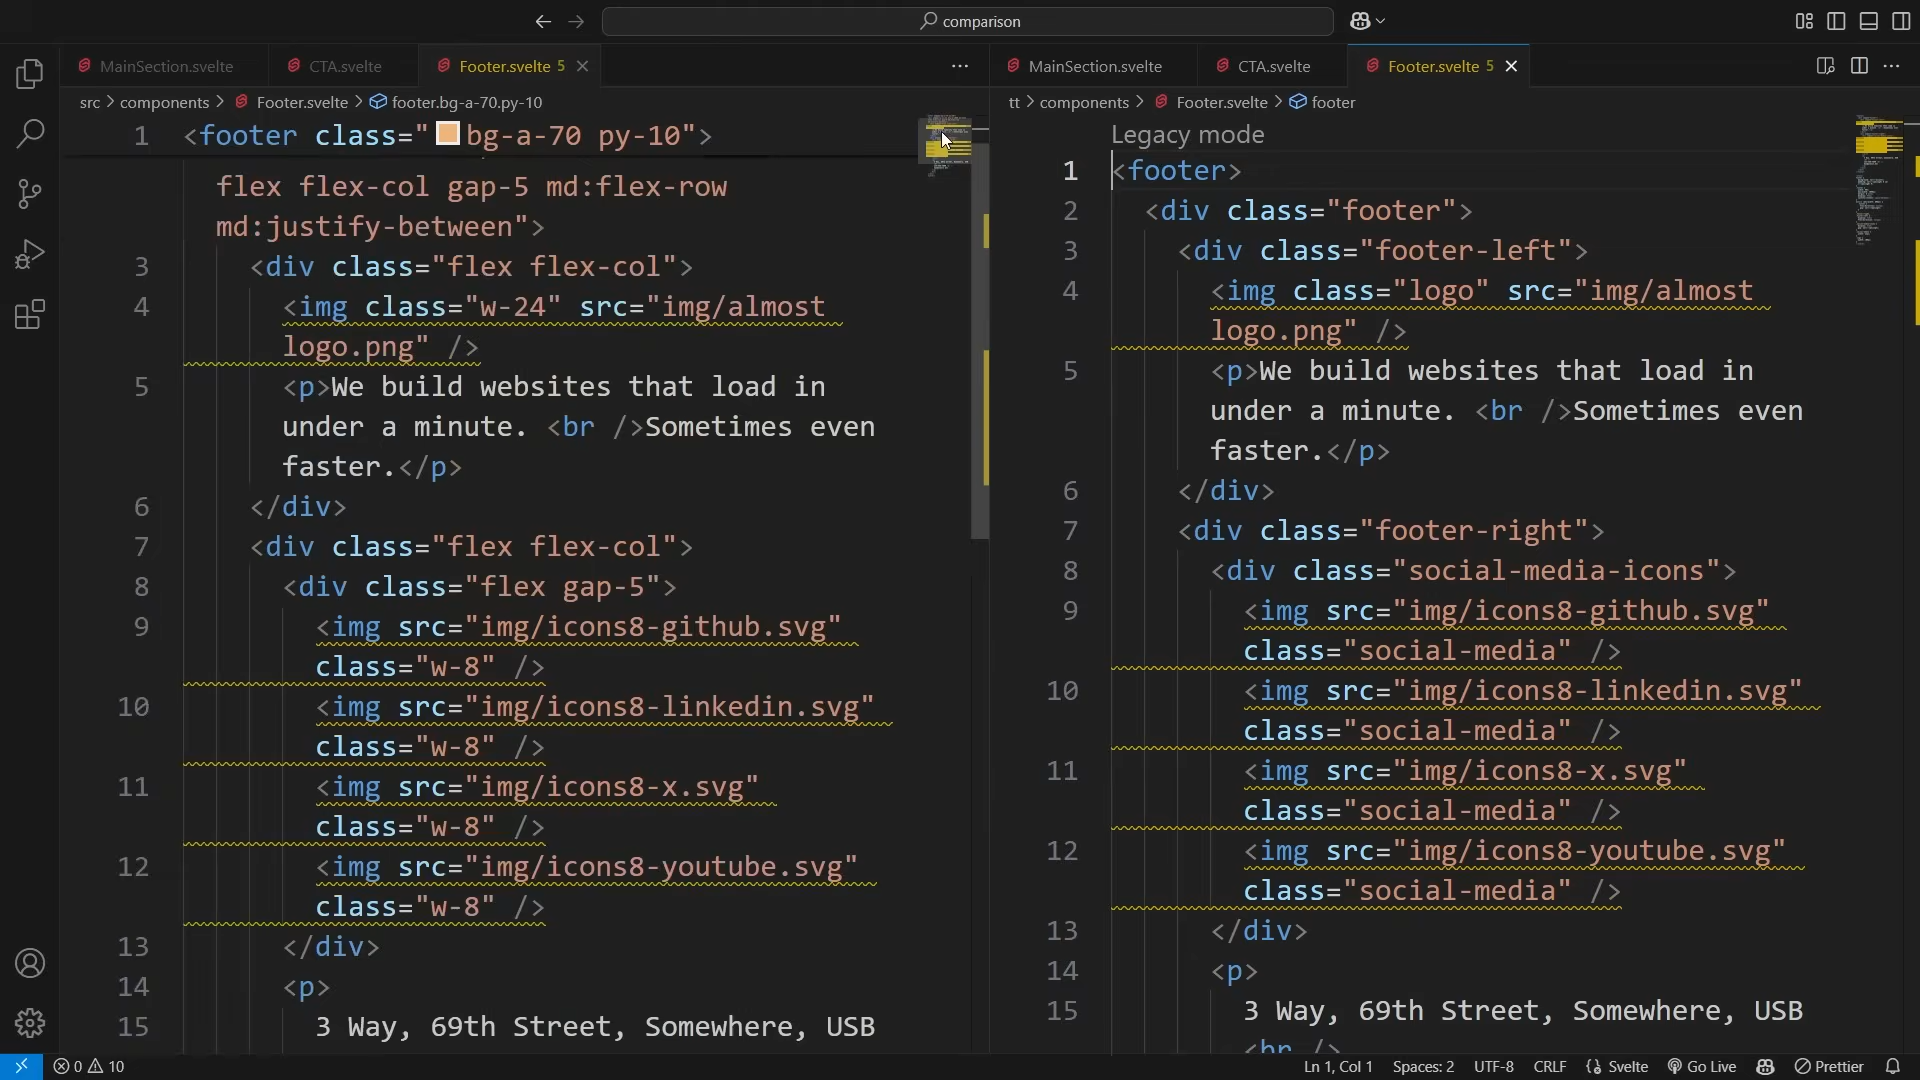 comparison
MainSection.svelte
CTA.svelte
Footer.svelte 5
src > components > Footer.svelte > footer.bg-a-70.py-10
1 <footer class="bg-a-70 py-10">
flex flex-col gap-5 md:flex-row
md:justify-between">
3 <div class="flex flex-col">
4 <img class="w-24" src="img/almost
logo.png" />
5 <p>We build websites that load in
under a minute. <br />Sometimes even
faster.</p>
6 </div>
7 <div class="flex flex-col">
8 <div class="flex gap-5">
9 <img src="img/icons8-github.svg"
class="w-8" />
10 <img src="img/icons8-linkedin.svg"
class="w-8" />
11 <img src="img/icons8-x.svg"
class="w-8" />
12 <img src="img/icons8-youtube.svg"
class="w-8" />
13 </div>
14 <p>
15 3 Way, 69th Street, Somewhere, USB
MainSection.svelte
CTA.svelte
Footer.svelte 5
tt > components > Footer.svelte > footer
Legacy mode
1 <footer>
2 <div class="footer">
3 <div class="footer-left">
4 <img class="logo" src="img/almost
logo.png" />
5 <p>We build websites that load in
under a minute. <br />Sometimes even
faster.</p>
6 </div>
7 <div class="footer-right">
8 <div class="social-media-icons">
9 <img src="img/icons8-github.svg"
class="social-media" />
10 <img src="img/icons8-linkedin.svg"
class="social-media" />
11 <img src="img/icons8-x.svg"
class="social-media" />
12 <img src="img/icons8-youtube.svg"
class="social-media" />
13 </div>
14 <p>
15 3 Way, 69th Street, Somewhere, USB
<br />
0 10
Ln 1, Col 1
Spaces: 2
UTF-8
CRLF
Svelte
Go Live
Prettier